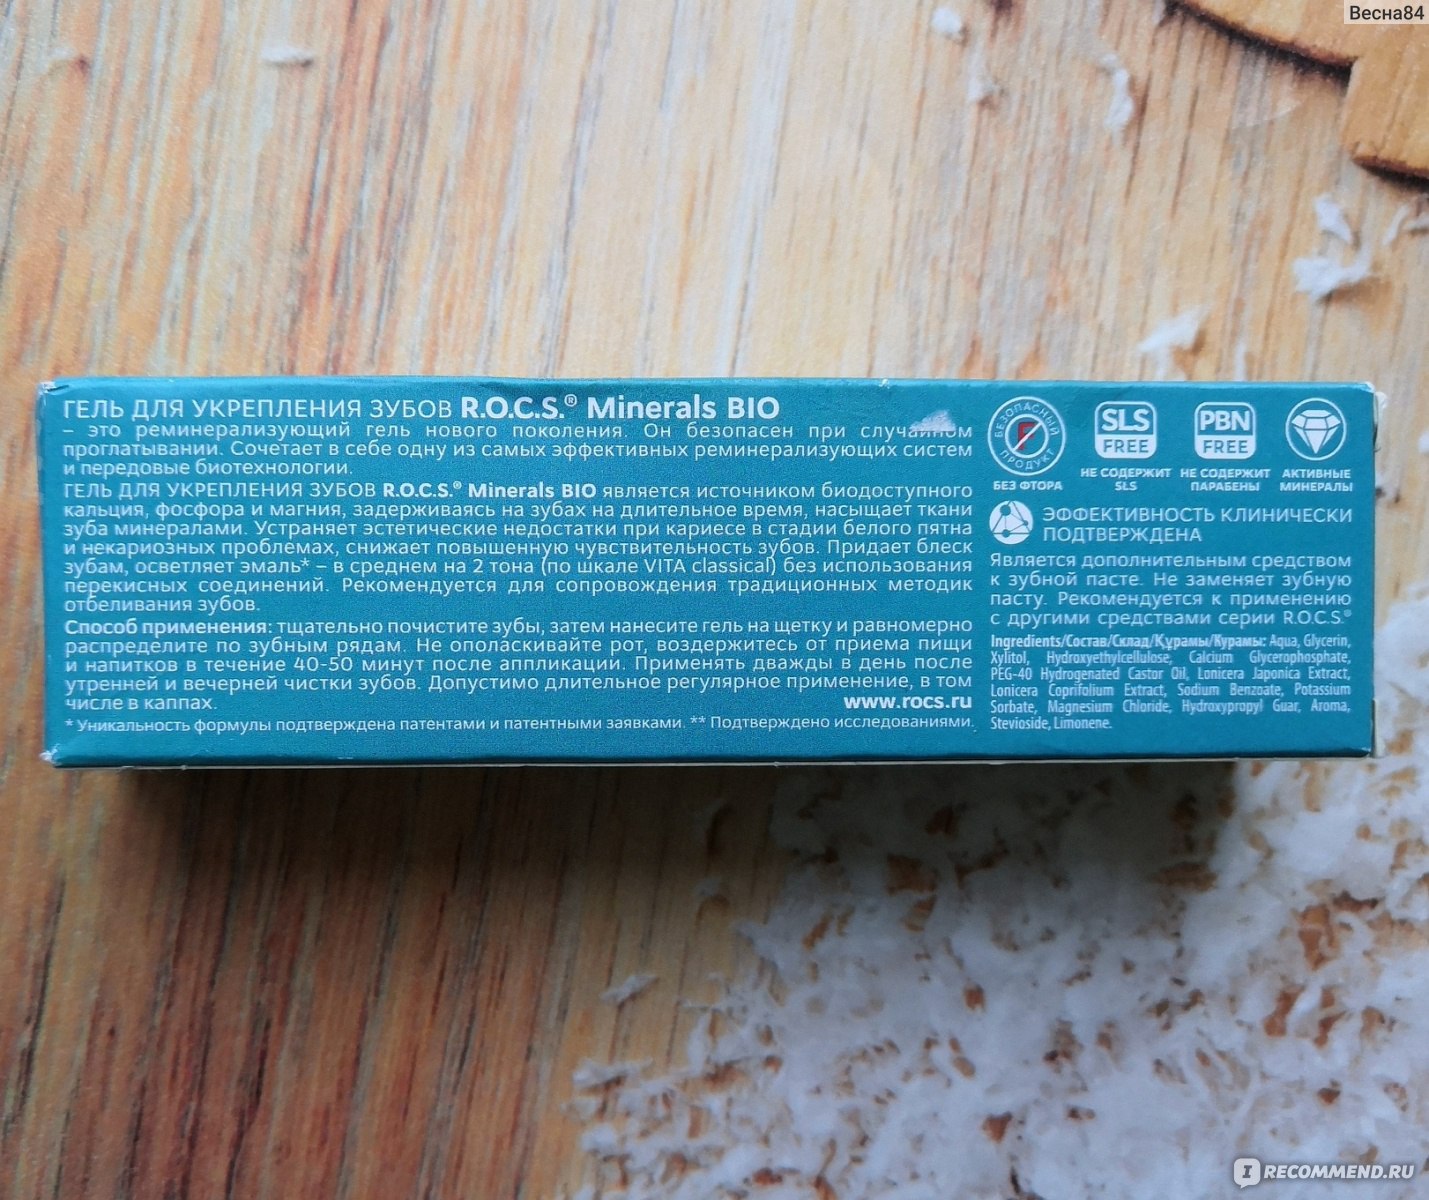 Весна84
ГЕЛЬ ДЛЯ УКРЕПЛЕНИЯ ЗУБОВ R.O.C.S.® Minerals BIO
– это реминерализующий гель нового поколения. Он безопасен при случайном
проглатывании. Сочетает в себе одну из самых эффективных реминерализующих систем
и передовые биотехнологии.
ГЕЛЬ ДЛЯ УКРЕПЛЕНИЯ ЗУБОВ R.O.C.S.® Minerals BIO является источником биодоступного
кальция, фосфора и магния, задерживаясь на зубах на длительное время, насыщает ткани
зуба минералами. Устраняет эстетические недостатки при кариесе в стадии белого пятна
и некариозных проблемах, снижает повышенную чувствительность зубов. Придает блеск
зубам, осветляет эмаль* – в среднем на 2 тона (по шкале VITA classical) без использования
перекисных соединений. Рекомендуется для сопровождения традиционных методик
отбеливания зубов.
Способ применения: тщательно почистите зубы, затем нанесите гель на щетку и равномерно
распределите по зубным рядам. Не ополаскивайте рот, воздержитесь от приема пищи
и напитков в течение 40-50 минут после аппликации. Применять дважды в день после
утренней и вечерней чистки зубов. Допустимо длительное регулярное применение, в том
числе в каппах.
www.rocs.ru
* Уникальность формулы подтверждена патентами и патентными заявками. ** Подтверждено исследованиями.
БЕЗОПАСНЫЙ
F
ПРОДУКТ
БЕЗ ФТОРА
SLS
FREE
НЕ СОДЕРЖИТ
SLS
PBN
FREE
НЕ СОДЕРЖИТ
ПАРАБЕНЫ
АКТИВНЫЕ
МИНЕРАЛЫ
ЭФФЕКТИВНОСТЬ КЛИНИЧЕСКИ
ПОДТВЕРЖДЕНА
Является дополнительным средством
к зубной пасте. Не заменяет зубную
пасту. Рекомендуется к применению
с другими средствами серии R.O.C.S.®
Ingredients/Состав/Склад/Құрамы/Курамы: Aqua, Glycerin,
Xylitol, Hydroxyethylcellulose, Calcium Glycerophosphate,
PEG-40 Hydrogenated Castor Oil, Lonicera Japonica Extract,
Lonicera Coprifolium Extract, Sodium Benzoate, Potassium
Sorbate, Magnesium Chloride, Hydroxypropyl Guar, Aroma,
Stevioside, Limonene.
IRECOMMEND.RU